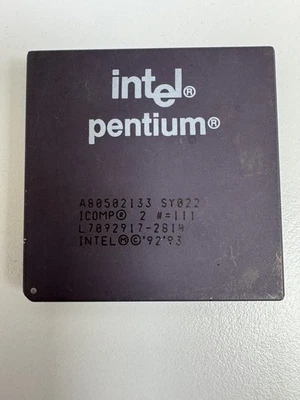 intel®
pentium®
A80502133 SY022
ICOMP® 2 #=111
L7092917-2814
INTEL Ⓜ © '92 '93